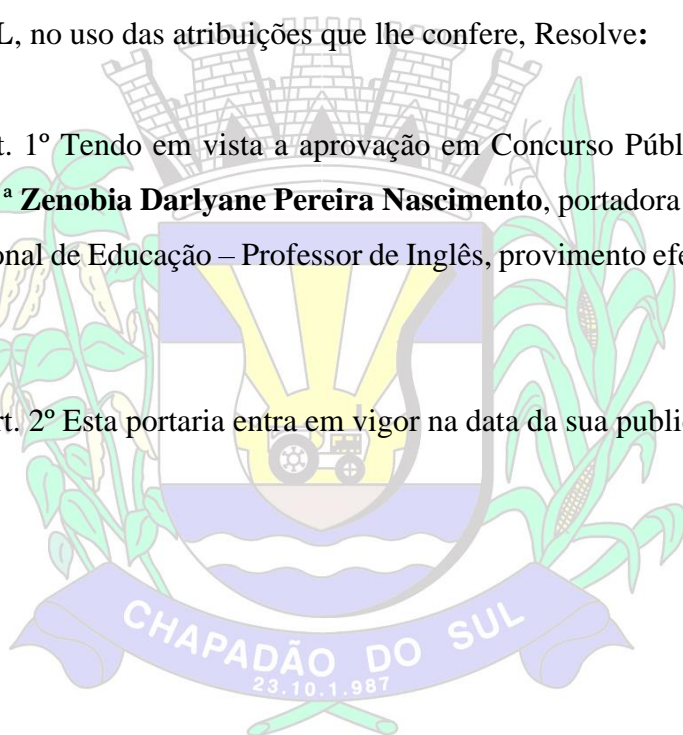 L, no uso das atribuições que lhe confere, Resolve:
t. 1º Tendo em vista a aprovação em Concurso Públ
ª Zenobia Darlyane Pereira Nascimento, portadora
onal de Educação – Professor de Inglês, provimento efe
rt. 2º Esta portaria entra em vigor na data da sua publi
CHAPADÃO DO SUL
23.10.1.987